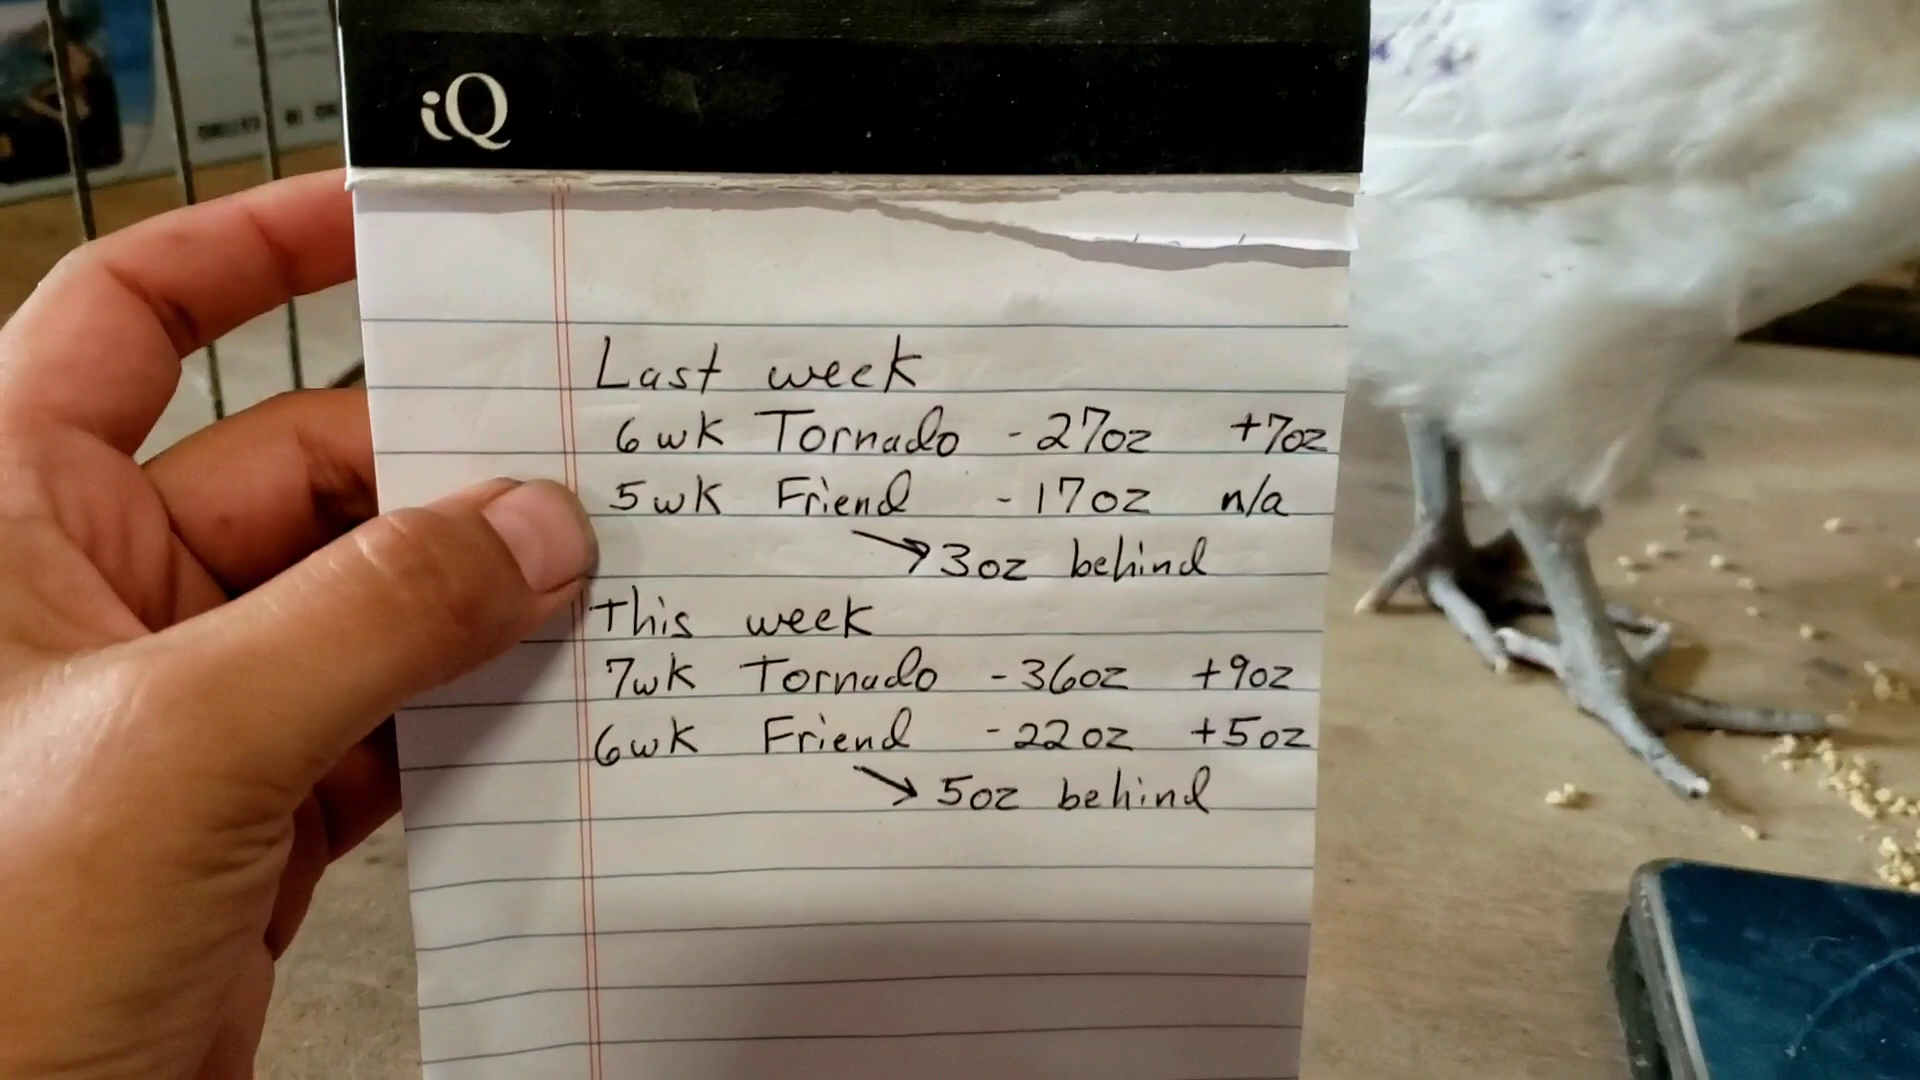 iQ
Last week
6wk Tornado - 27oz +7oz
5wk Friend - 17oz n/a
→ 3oz behind
This week
7wk Tornado - 36oz +9oz
6wk Friend - 22oz +5oz
→ 5oz behind